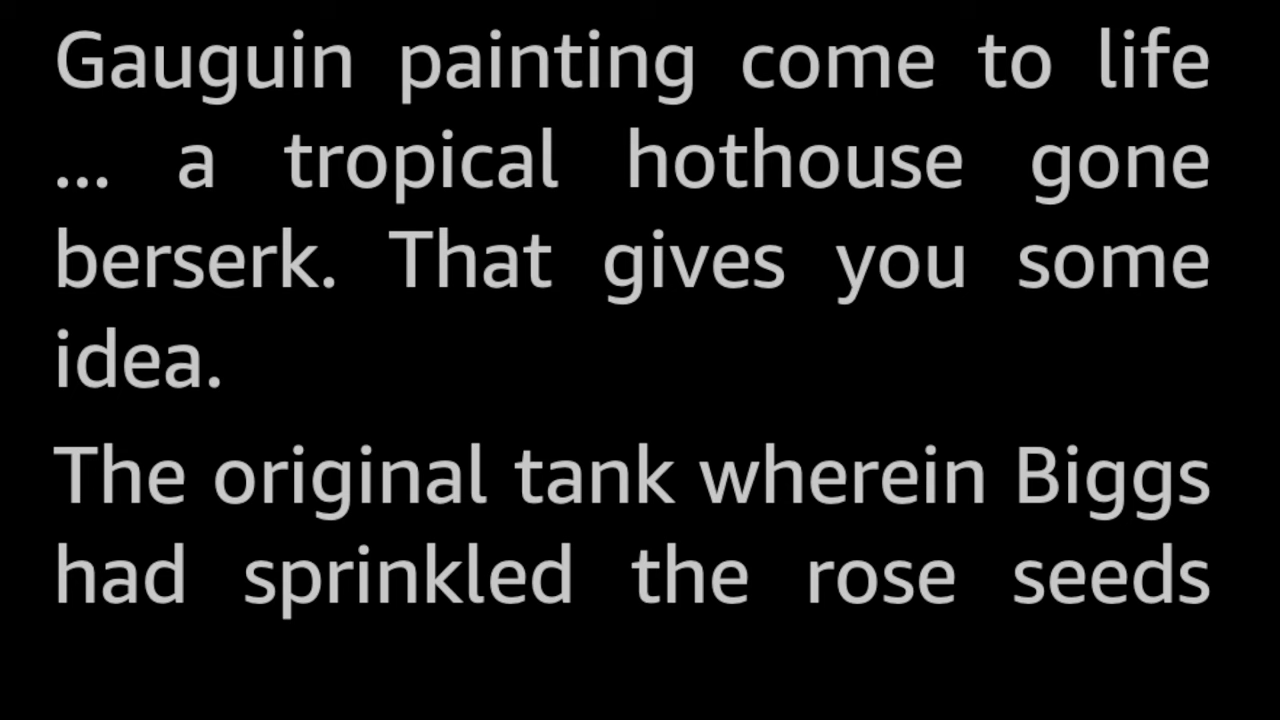 Gauguin painting come to life
... a tropical hothouse gone
berserk. That gives you some
idea.
The original tank wherein Biggs
had sprinkled the rose seeds